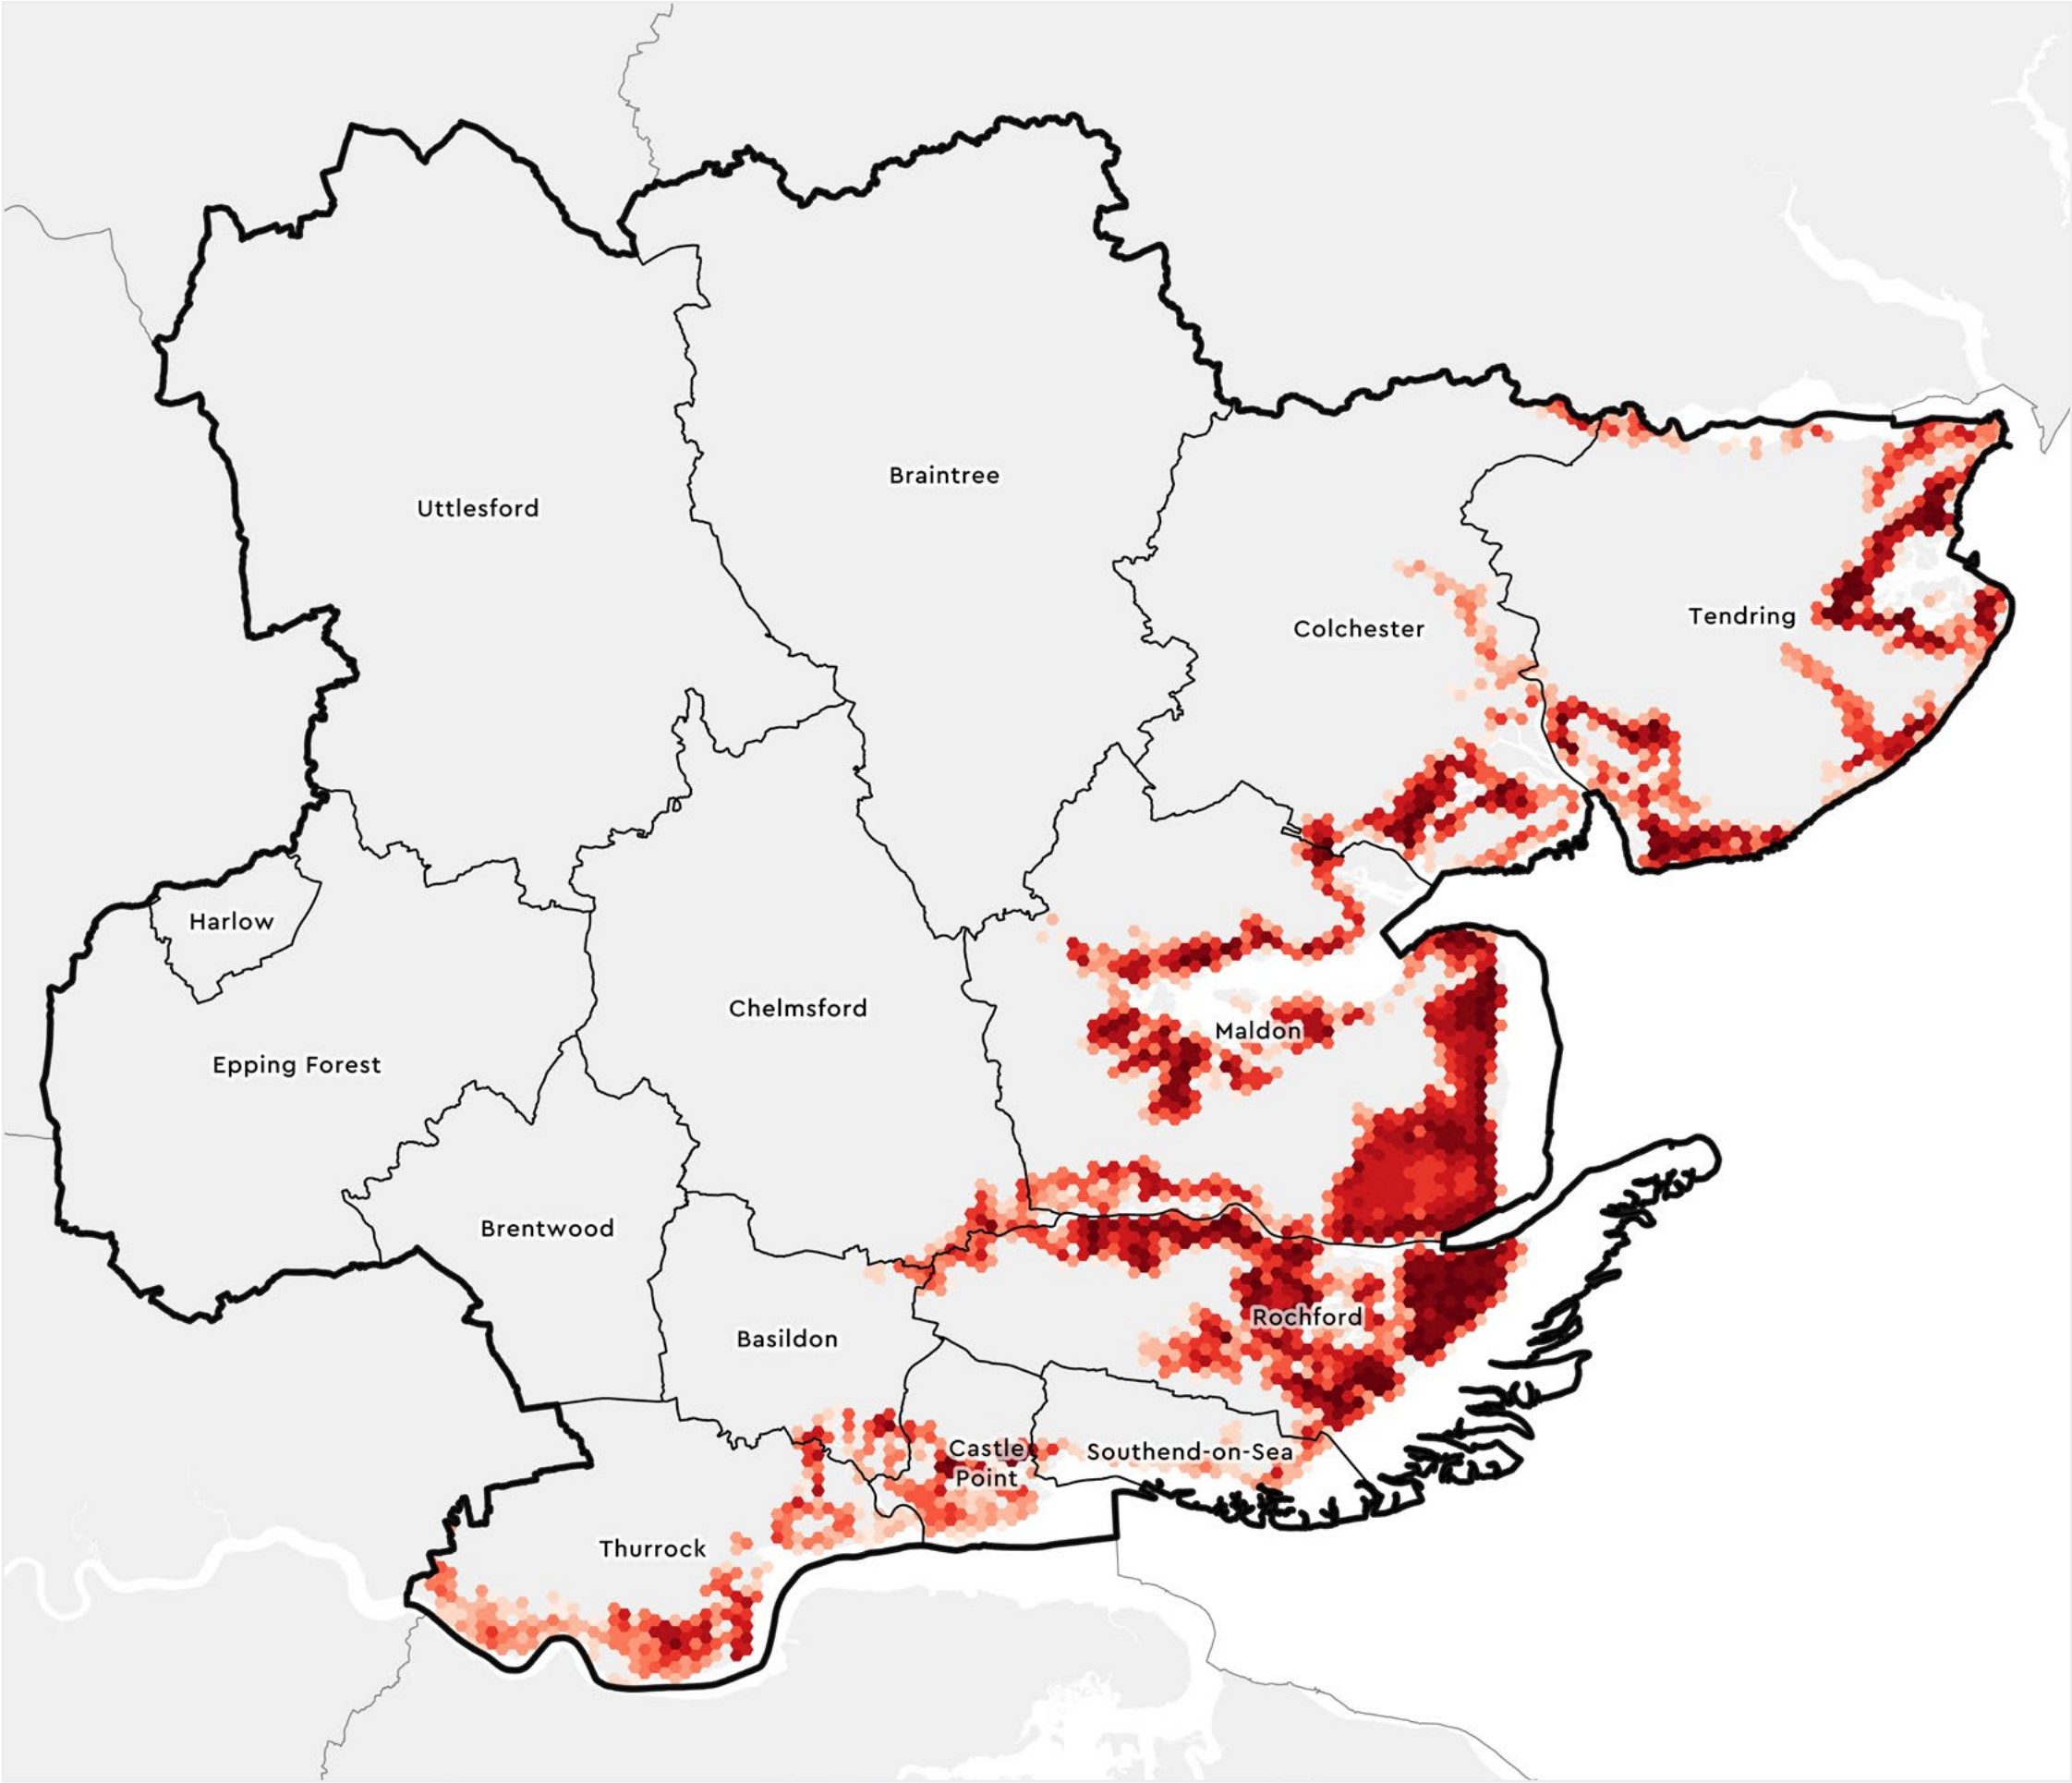 Braintree
Uttlesford
Colchester
Tendring
Harlow
Chelmsford
Maldon
Epping Forest
Brentwood
Rochford
Basildon
Castle
Point
Southend-on-Sea
Thurrock